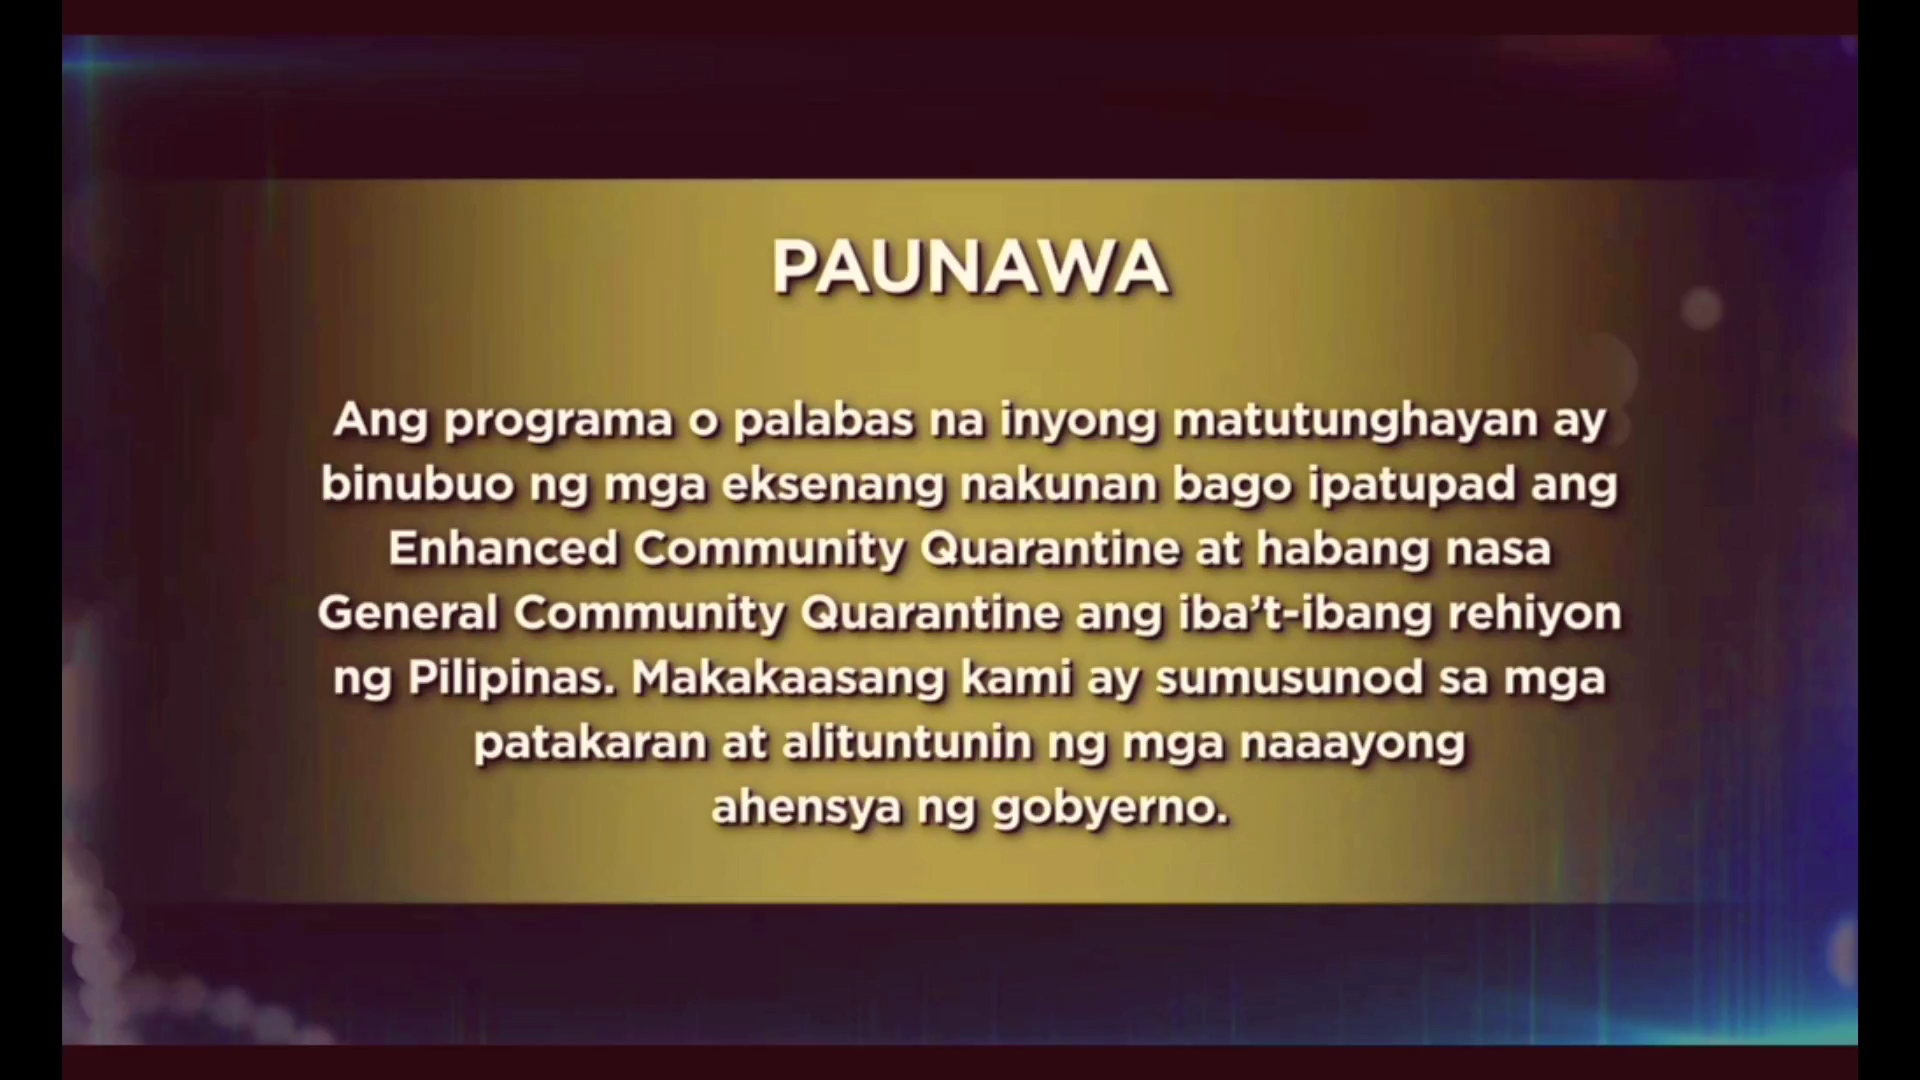 PAUNAWA
Ang programa o palabas na inyong matutunghayan ay
binubuo ng mga eksenang nakunan bago ipatupad ang
Enhanced Community Quarantine at habang nasa
General Community Quarantine ang iba’t-ibang rehiyon
ng Pilipinas. Makakaasang kami ay sumusunod sa mga
patakaran at alituntunin ng mga naaayong
ahensya ng gobyerno.